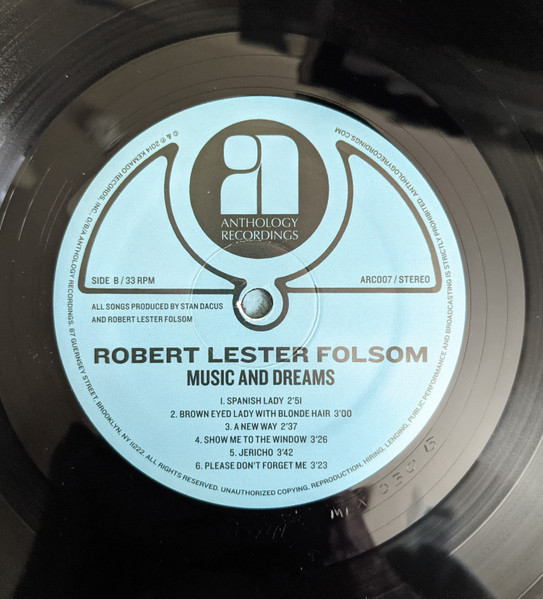 ANTHOLOGY
RECORDINGS
SIDE B / 33 RPM
ARC007 / STEREO
ALL SONGS PRODUCED BY STAN DACUS
AND ROBERT LESTER FOLSOM
ROBERT LESTER FOLSOM
MUSIC AND DREAMS
1. SPANISH LADY 2'51
2. BROWN EYED LADY WITH BLONDE HAIR 3'00
3. A NEW WAY 2'37
4. SHOW ME TO THE WINDOW 3'26
5. JERICHO 3'42
6. PLEASE DON'T FORGET ME 3'23
© & ℗ 2014 KEMADO RECORDS, INC. D/B/A ANTHOLOGY RECORDINGS, 87 GUERNSEY STREET, BROOKLYN, NY 11222. ALL RIGHTS RESERVED. UNAUTHORIZED COPYING, REPRODUCTION, HIRING, LENDING, PUBLIC PERFORMANCE AND BROADCASTING IS STRICTLY PROHIBITED. ANTHOLOGYRECORDINGS.COM